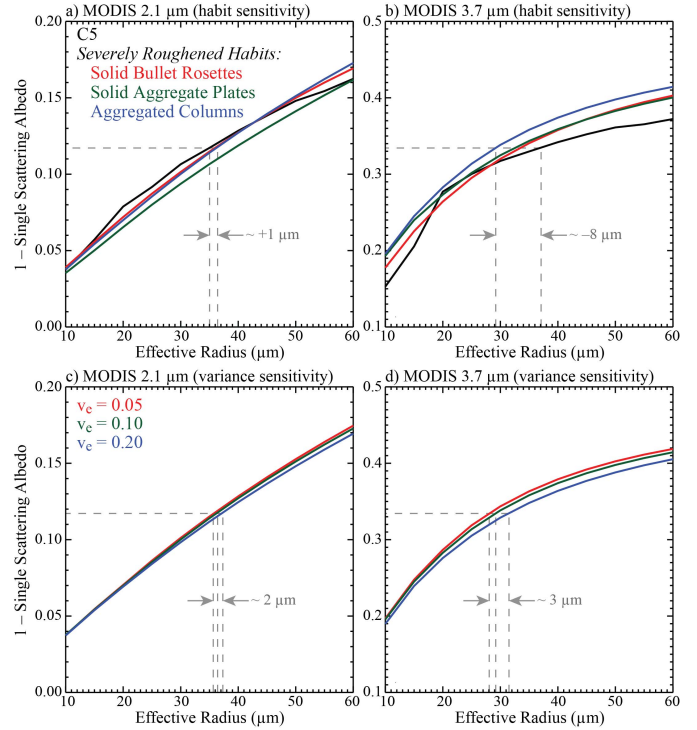 a) MODIS 2.1 µm (habit sensitivity)
0.20
0.15
0.10
0.05
0.00
1 – Single Scattering Albedo
C5
Severely Roughened Habits:
Solid Bullet Rosettes
Solid Aggregate Plates
Aggregated Columns
~ +1 µm
10 20 30 40 50 60
Effective Radius (µm)
b) MODIS 3.7 µm (habit sensitivity)
0.5
0.4
0.3
0.2
0.1
~ –8 µm
10 20 30 40 50 60
Effective Radius (µm)
c) MODIS 2.1 µm (variance sensitivity)
0.20
0.15
0.10
0.05
0.00
1 – Single Scattering Albedo
ve = 0.05
ve = 0.10
ve = 0.20
~ 2 µm
10 20 30 40 50 60
Effective Radius (µm)
d) MODIS 3.7 µm (variance sensitivity)
0.5
0.4
0.3
0.2
0.1
~ 3 µm
10 20 30 40 50 60
Effective Radius (µm)